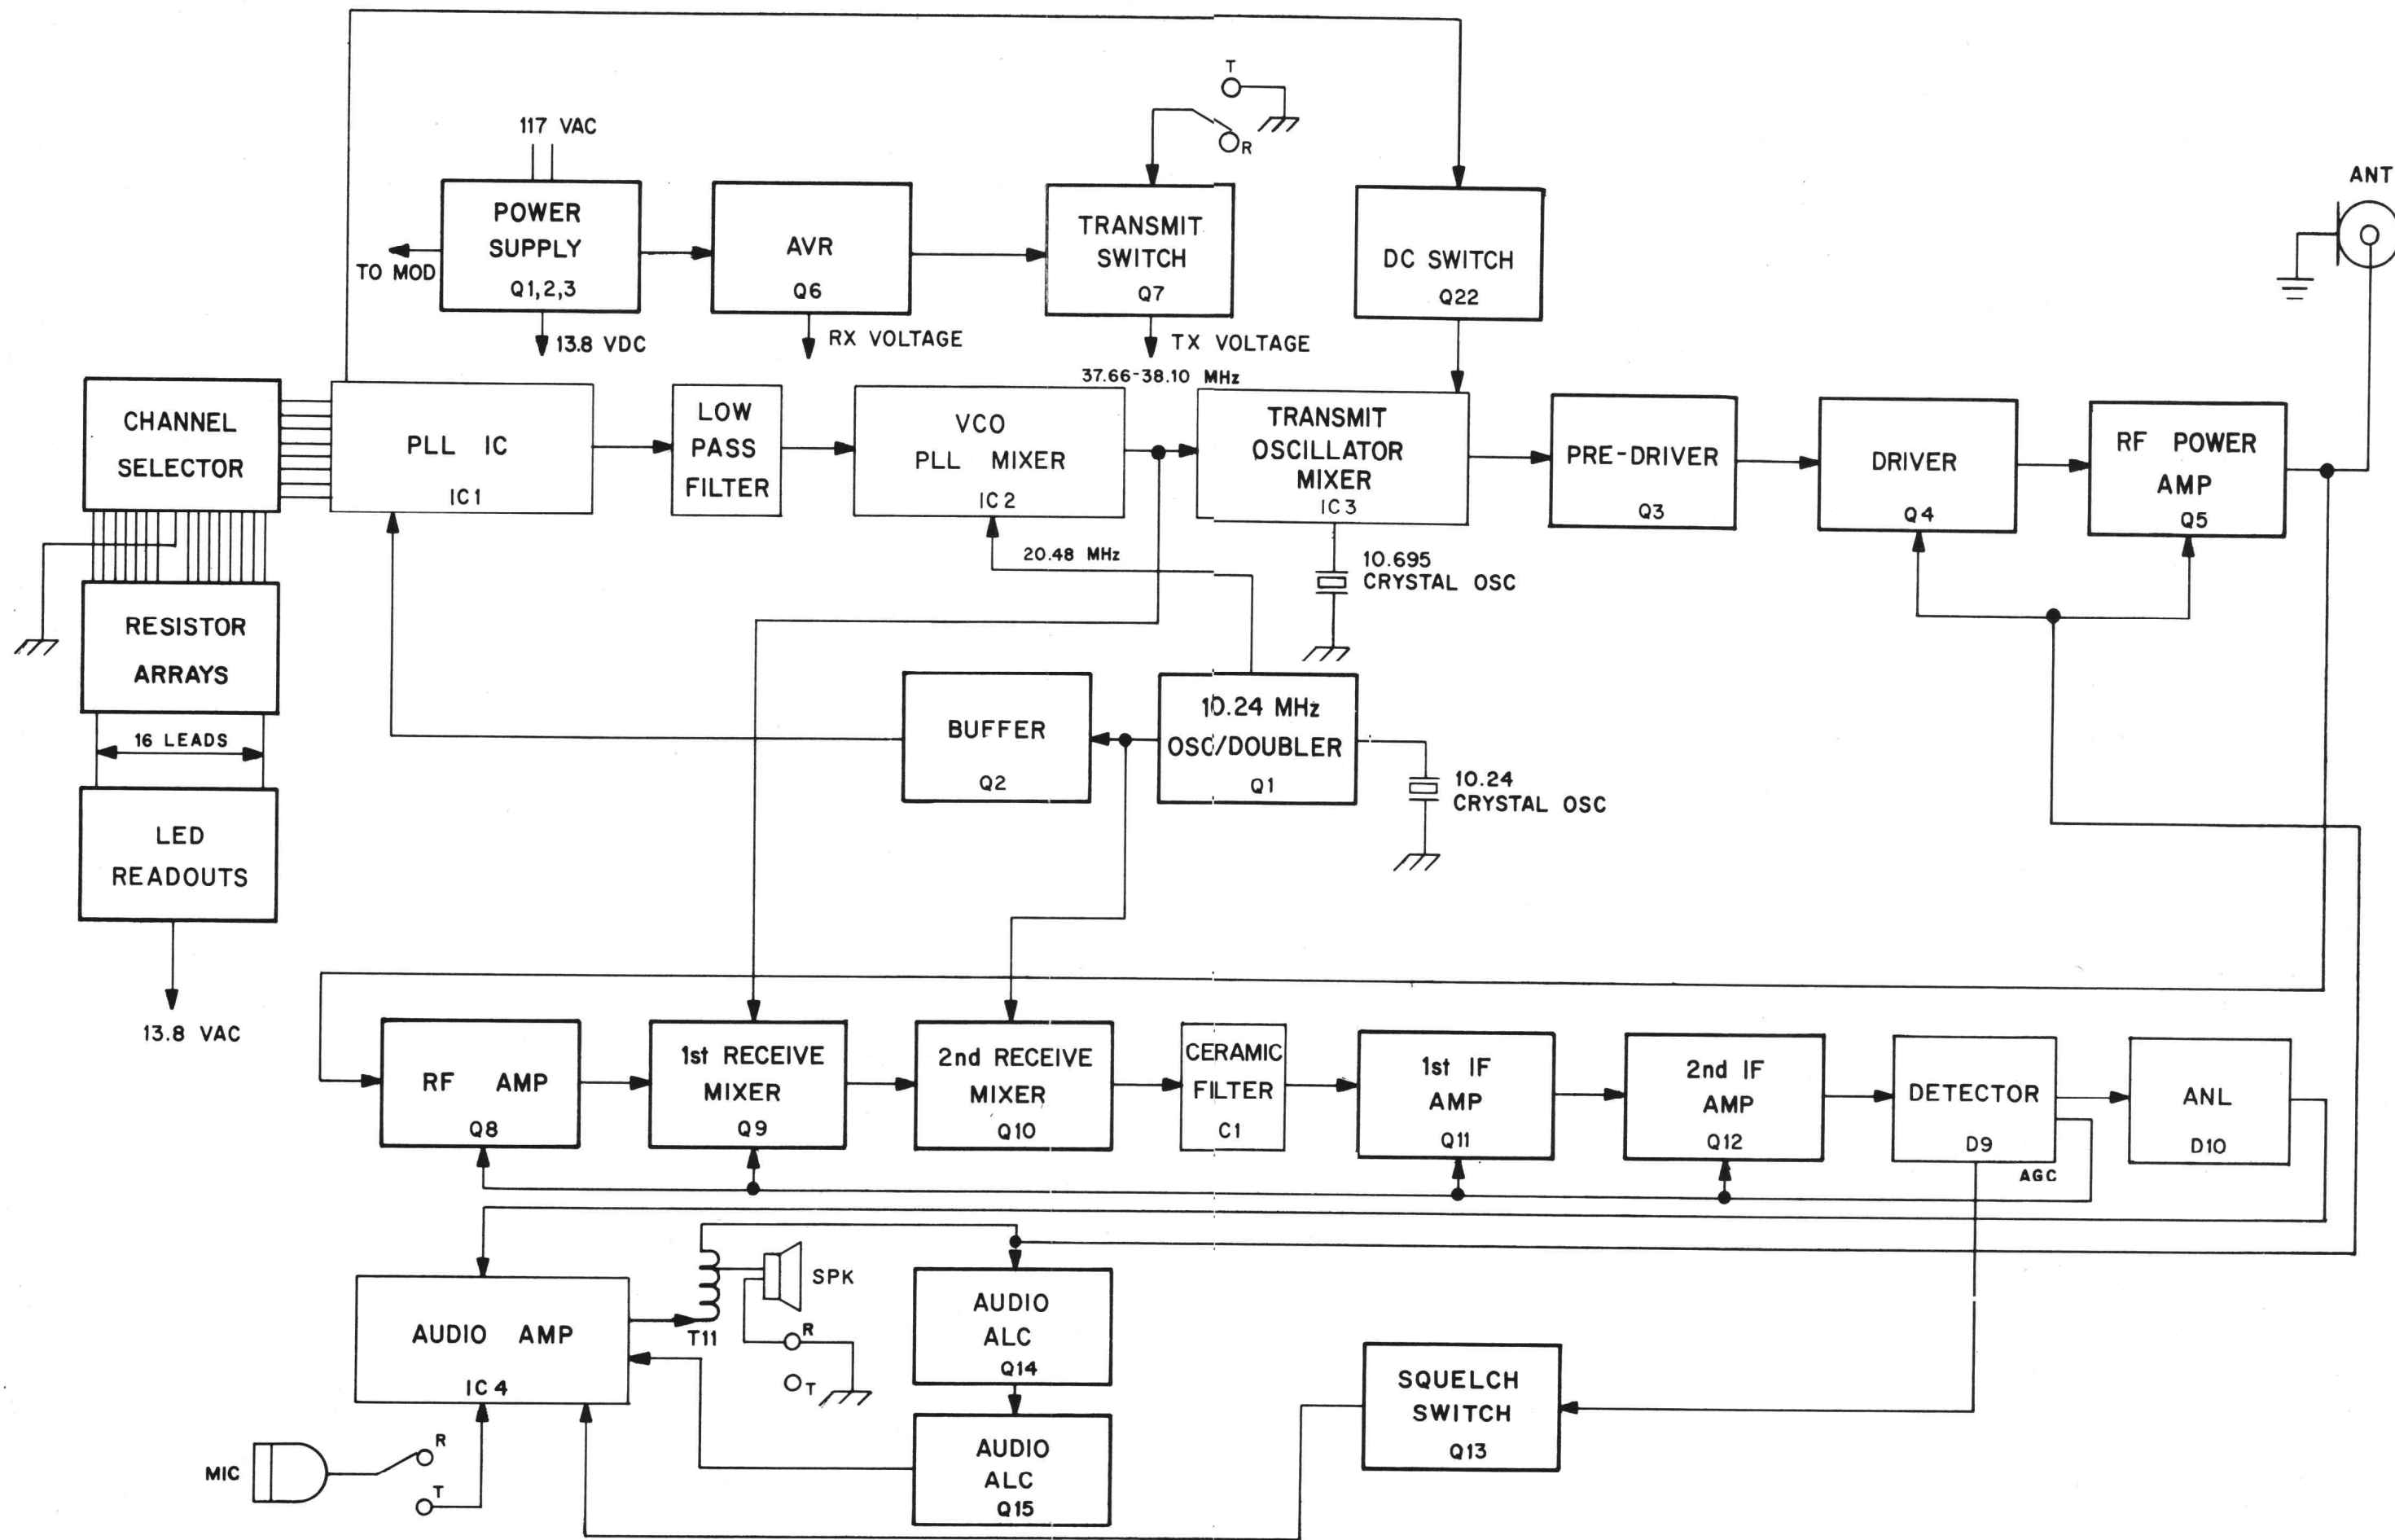 T
R
117 VAC
POWER
SUPPLY
Q1,2,3
TO MOD
13.8 VDC
AVR
Q6
RX VOLTAGE
TRANSMIT
SWITCH
Q7
TX VOLTAGE
DC SWITCH
Q22
ANT
CHANNEL
SELECTOR
PLL IC
IC1
LOW
PASS
FILTER
37.66-38.10 MHz
VCO
PLL MIXER
IC2
TRANSMIT
OSCILLATOR
MIXER
IC3
PRE-DRIVER
Q3
DRIVER
Q4
RF POWER
AMP
Q5
20.48 MHz
10.695
CRYSTAL OSC
RESISTOR
ARRAYS
16 LEADS
LED
READOUTS
13.8 VAC
BUFFER
Q2
10.24 MHz
OSC/DOUBLER
Q1
10.24
CRYSTAL OSC
RF AMP
Q8
1st RECEIVE
MIXER
Q9
2nd RECEIVE
MIXER
Q10
CERAMIC
FILTER
C1
1st IF
AMP
Q11
2nd IF
AMP
Q12
DETECTOR
D9
AGC
ANL
D10
AUDIO AMP
IC4
T11
SPK
R
T
AUDIO
ALC
Q14
AUDIO
ALC
Q15
SQUELCH
SWITCH
Q13
MIC
R
T